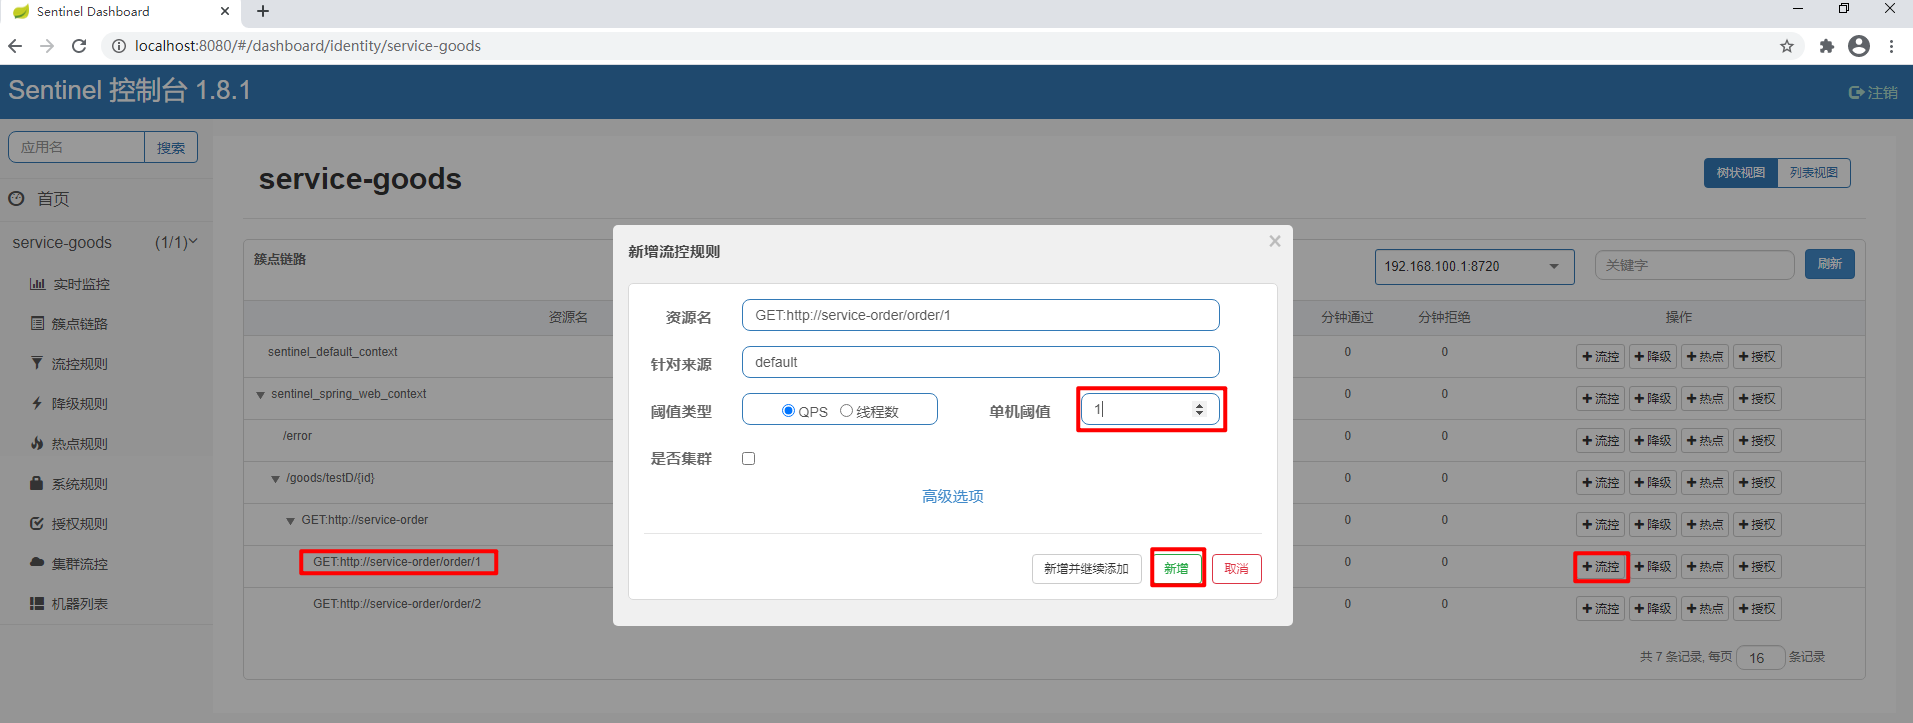 Sentinel Dashboard
localhost:8080/#/dashboard/identity/service-goods
Sentinel 控制台 1.8.1
注销
应用名 搜索
首页
service-goods (1/1)
实时监控
簇点链路
流控规则
降级规则
热点规则
系统规则
授权规则
集群流控
机器列表
service-goods
树状视图 列表视图
簇点链路
192.168.100.1:8720 关键字 刷新
资源名 分钟通过 分钟拒绝 操作
sentinel_default_context 0 0 流控 降级 热点 授权
sentinel_spring_web_context 0 0 流控 降级 热点 授权
/error 0 0 流控 降级 热点 授权
/goods/testD/{id} 0 0 流控 降级 热点 授权
GET:http://service-order 0 0 流控 降级 热点 授权
GET:http://service-order/order/1 0 0 流控 降级 热点 授权
GET:http://service-order/order/2 0 0 流控 降级 热点 授权
共 7 条记录, 每页 16 条记录
新增流控规则
资源名 GET:http://service-order/order/1
针对来源 default
阈值类型 QPS 线程数 单机阈值 1
是否集群
高级选项
新增并继续添加 新增 取消